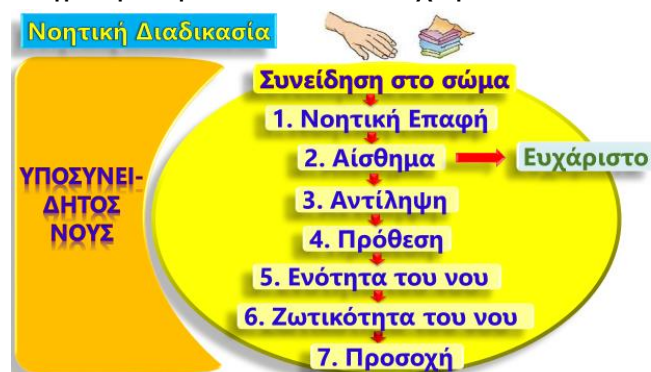 Νοητική Διαδικασία
Συνείδηση στο σώμα
1. Νοητική Επαφή
2. Αίσθημα
Ευχάριστο
3. Αντίληψη
4. Πρόθεση
5. Ενότητα του νου
6. Ζωτικότητα του νου
7. Προσοχή
ΥΠΟΣΥΝΕΙ-
ΔΗΤΟΣ
ΝΟΥΣ